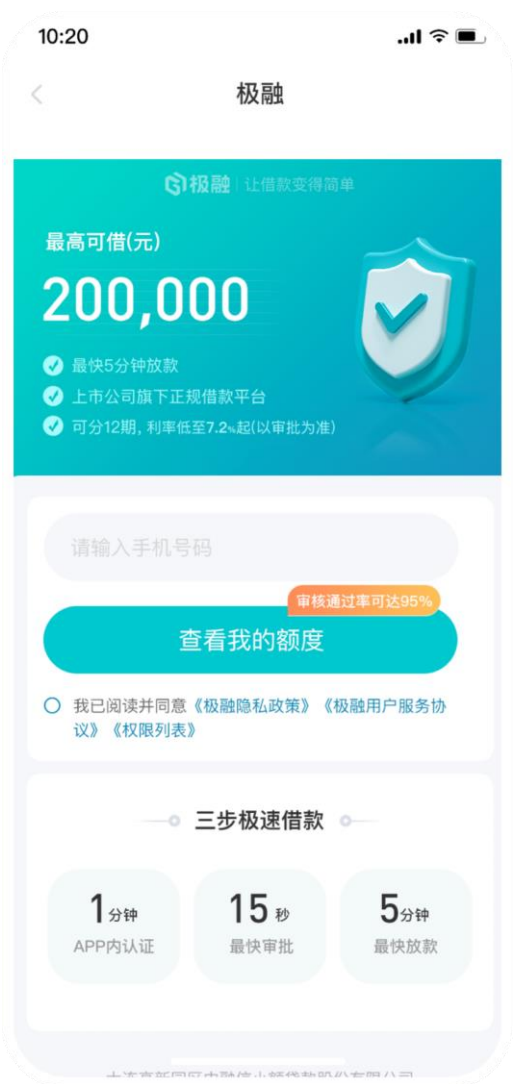 10:20
极融
极融 | 让借款变得简单
最高可借(元)
200,000
最快5分钟放款
上市公司旗下正规借款平台
可分12期, 利率低至7.2%起(以审批为准)
请输入手机号码
审核通过率可达95%
查看我的额度
我已阅读并同意《极融隐私政策》《极融用户服务协
议》《权限列表》
三步极速借款
1分钟
15秒
5分钟
APP内认证
最快审批
最快放款